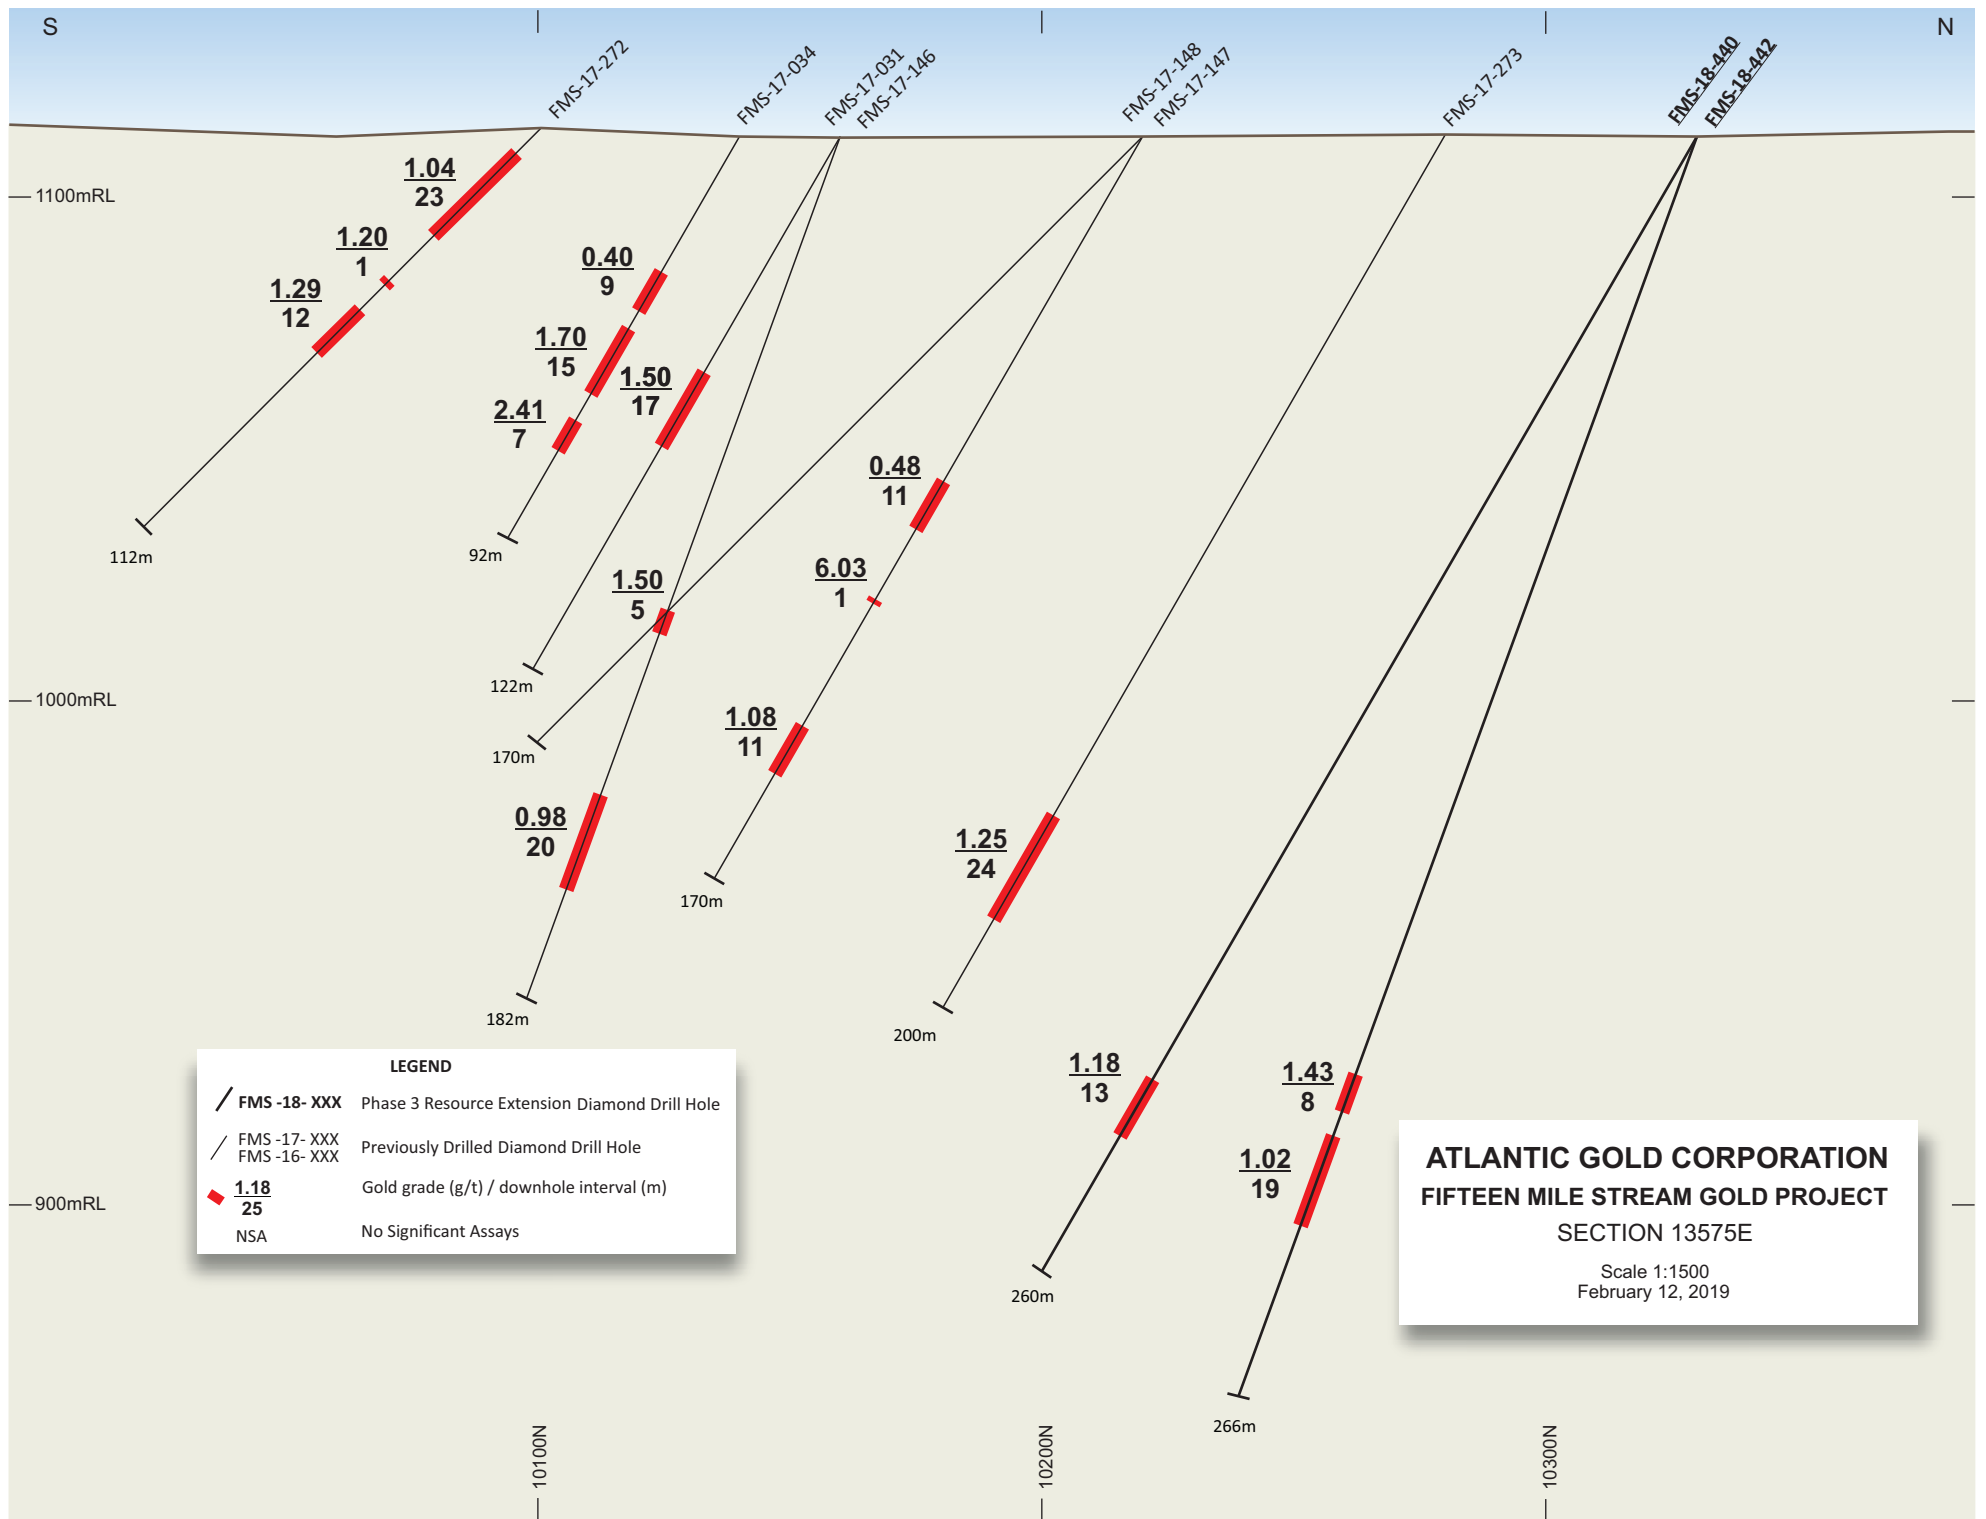 S
N
FMS-17-272
FMS-17-034
FMS-17-031
FMS-17-146
FMS-17-148
FMS-17-147
FMS-17-273
FMS-18-440
FMS-18-442
1100mRL
1.04
23
1.20
1
1.29
12
112m
0.40
9
1.70
15
2.41
7
92m
1.50
17
122m
1.50
5
170m
0.98
20
182m
0.48
11
6.03
1
1.08
11
170m
1000mRL
1.25
24
200m
1.18
13
260m
1.43
8
1.02
19
266m
900mRL
LEGEND
FMS -18- XXX Phase 3 Resource Extension Diamond Drill Hole
FMS -17- XXX
FMS -16- XXX
Previously Drilled Diamond Drill Hole
1.18
25
Gold grade (g/t) / downhole interval (m)
NSA No Significant Assays
ATLANTIC GOLD CORPORATION
FIFTEEN MILE STREAM GOLD PROJECT
SECTION 13575E
Scale 1:1500
February 12, 2019
10100N
10200N
10300N